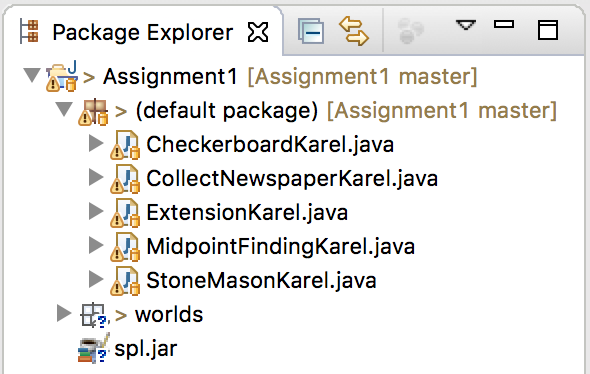 Package Explorer
> Assignment1 [Assignment1 master]
> (default package) [Assignment1 master]
CheckerboardKarel.java
CollectNewspaperKarel.java
ExtensionKarel.java
MidpointFindingKarel.java
StoneMasonKarel.java
> worlds
spl.jar